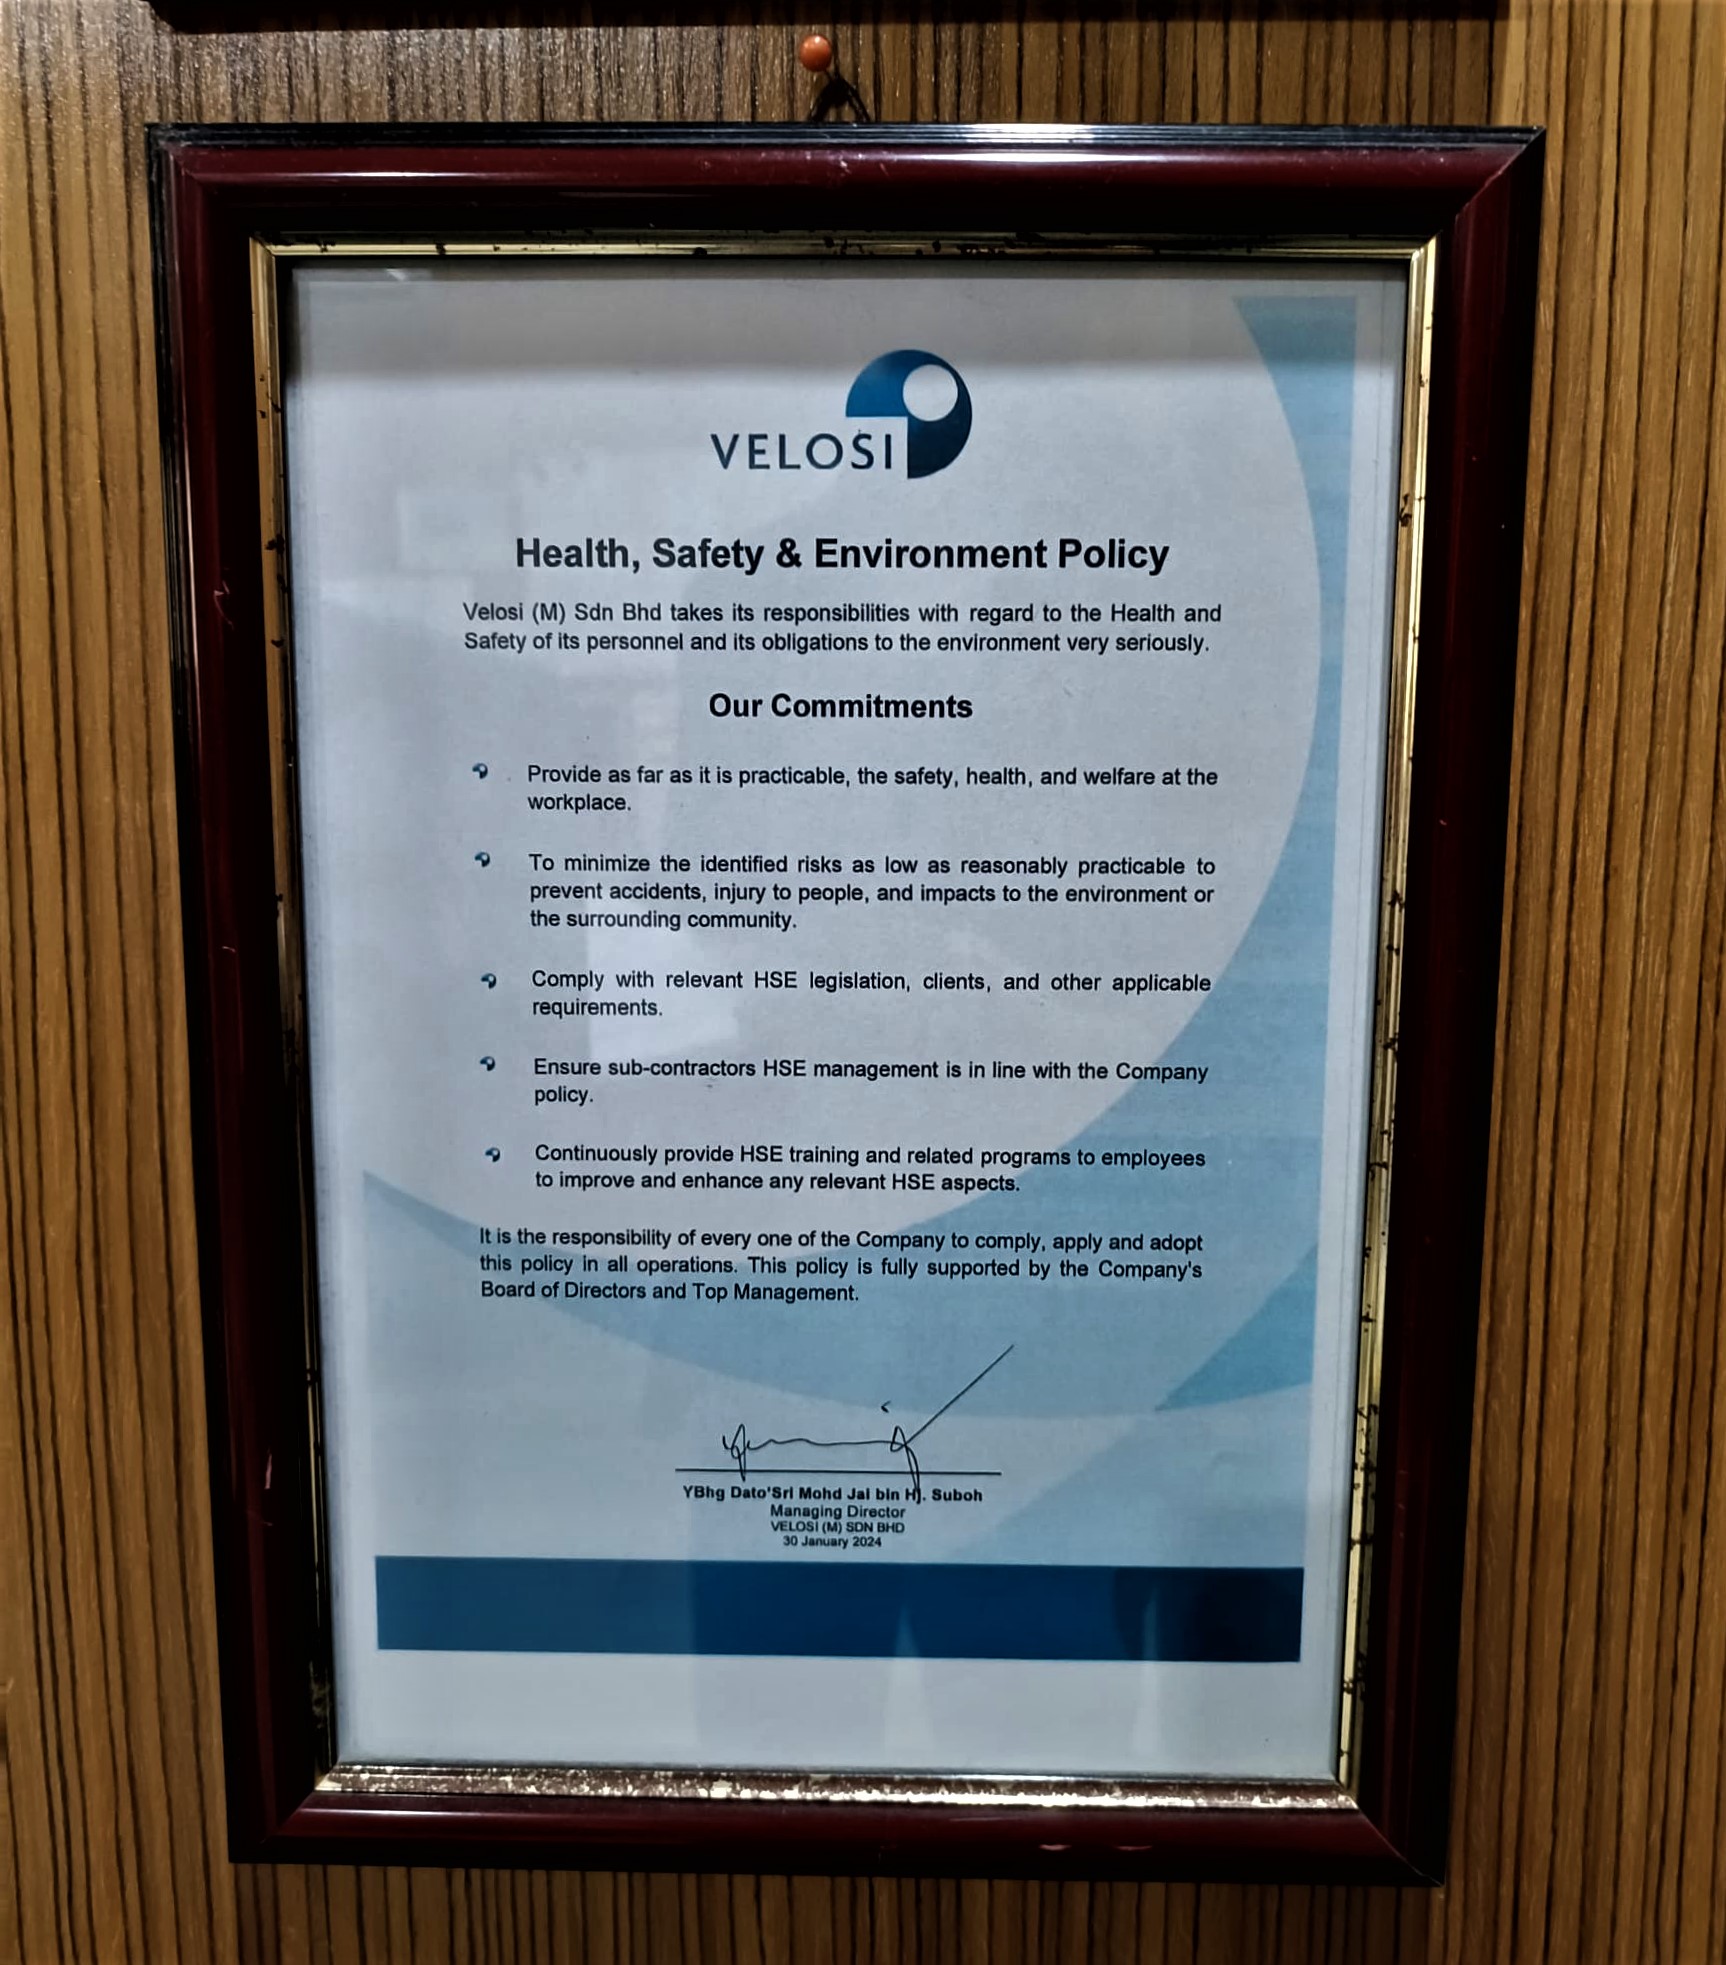 VELOSI
Health, Safety & Environment Policy
Velosi (M) Sdn Bhd takes its responsibilities with regard to the Health and
Safety of its personnel and its obligations to the environment very seriously.
Our Commitments
Provide as far as it is practicable, the safety, health, and welfare at the
workplace.
To minimize the identified risks as low as reasonably practicable to
prevent accidents, injury to people, and impacts to the environment or
the surrounding community.
Comply with relevant HSE legislation, clients, and other applicable
requirements.
Ensure sub-contractors HSE management is in line with the Company
policy.
Continuously provide HSE training and related programs to employees
to improve and enhance any relevant HSE aspects.
It is the responsibility of every one of the Company to comply, apply and adopt
this policy in all operations. This policy is fully supported by the Company's
Board of Directors and Top Management.
YBhg Dato'Sri Mohd Jai bin Hj. Suboh
Managing Director
VELOSI (M) SDN BHD
30 January 2024